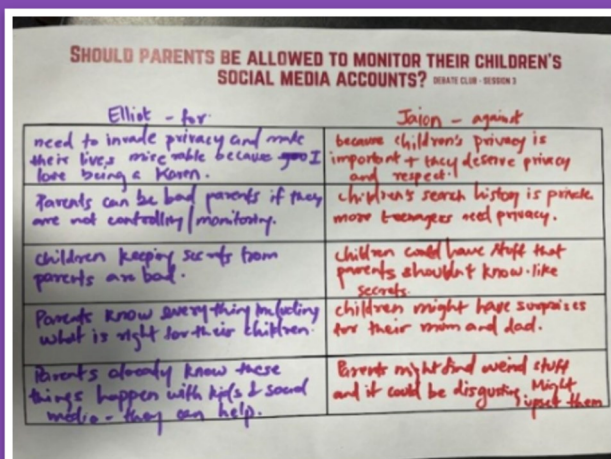 SHOULD PARENTS BE ALLOWED TO MONITOR THEIR CHILDREN'S
SOCIAL MEDIA ACCOUNTS? DEBATE CLUB - SESSION 3
Elliot - for
Jaion - against
need to invade privacy and make
their lives miserable because I
love being a Karen.
because children's privacy is
important + they deserve privacy
and respect.
Parents can be bad parents if they
are not controlling/monitoring.
children's search history is private
more teenagers need privacy.
children keeping secrets from
parents are bad.
children could have stuff that
parents shouldn't know. like
secrets.
Parents know everything including
what is right for their children.
children might have surprises
for their mum and dad.
Parents already know these
things happen with kids & social
media - they can help.
Parents might find weird stuff
and it could be disgusting. Might
upset them